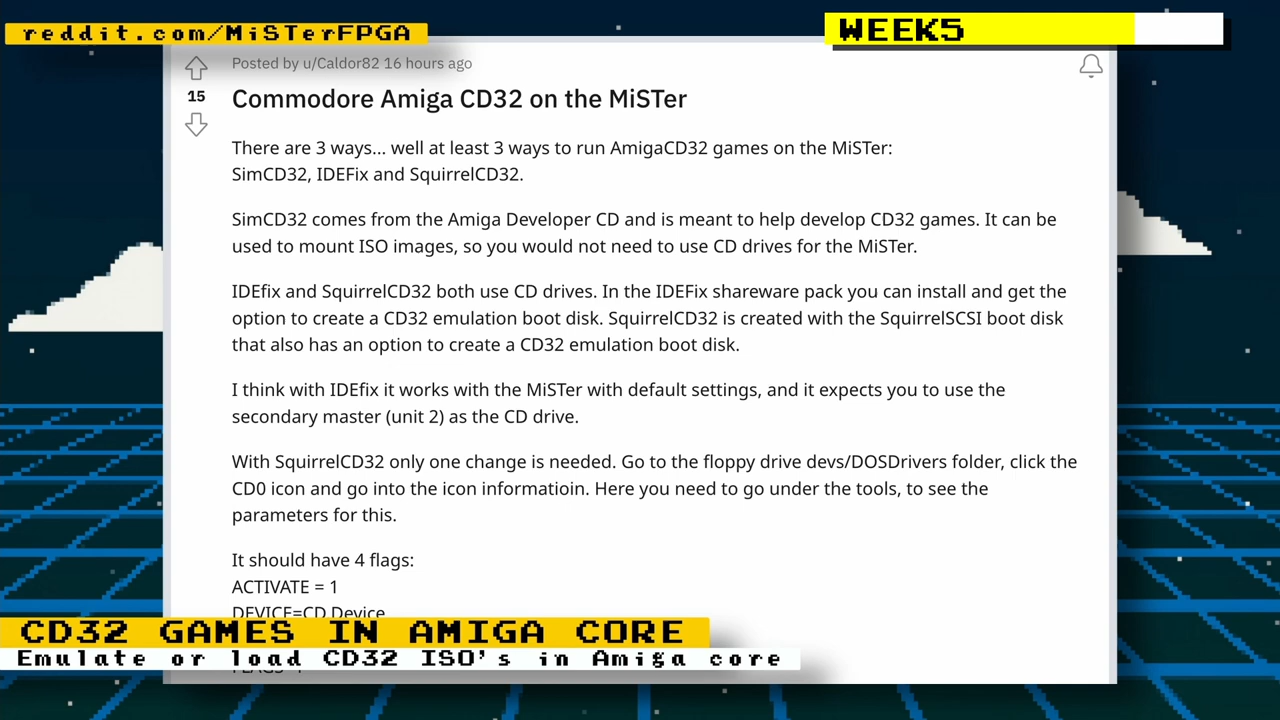 reddit.com/MiSTerFPGA
WEEK5
Posted by u/Caldor82 16 hours ago
15
Commodore Amiga CD32 on the MiSTer
There are 3 ways... well at least 3 ways to run AmigaCD32 games on the MiSTer:
SimCD32, IDEFix and SquirrelCD32.
SimCD32 comes from the Amiga Developer CD and is meant to help develop CD32 games. It can be
used to mount ISO images, so you would not need to use CD drives for the MiSTer.
IDEfix and SquirrelCD32 both use CD drives. In the IDEFix shareware pack you can install and get the
option to create a CD32 emulation boot disk. SquirrelCD32 is created with the SquirrelSCSI boot disk
that also has an option to create a CD32 emulation boot disk.
I think with IDEfix it works with the MiSTer with default settings, and it expects you to use the
secondary master (unit 2) as the CD drive.
With SquirrelCD32 only one change is needed. Go to the floppy drive devs/DOSDrivers folder, click the
CD0 icon and go into the icon informatioin. Here you need to go under the tools, to see the
parameters for this.
It should have 4 flags:
ACTIVATE = 1
DEVICE=CD Device
CD32 GAMES IN AMIGA CORE
Emulate or load CD32 ISO's in Amiga core